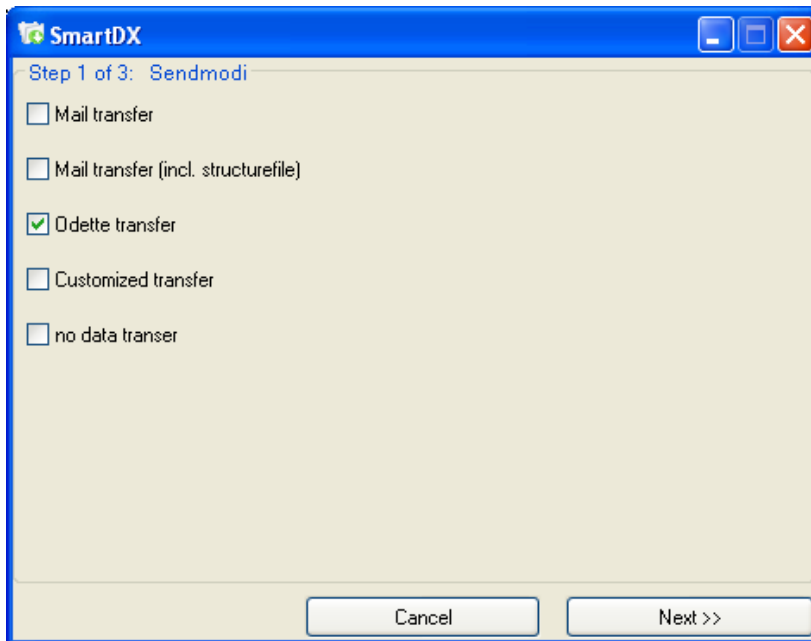 SmartDX
Step 1 of 3: Sendmodi
Mail transfer
Mail transfer (incl. structurefile)
Odette transfer
Customized transfer
no data transer
Cancel
Next >>